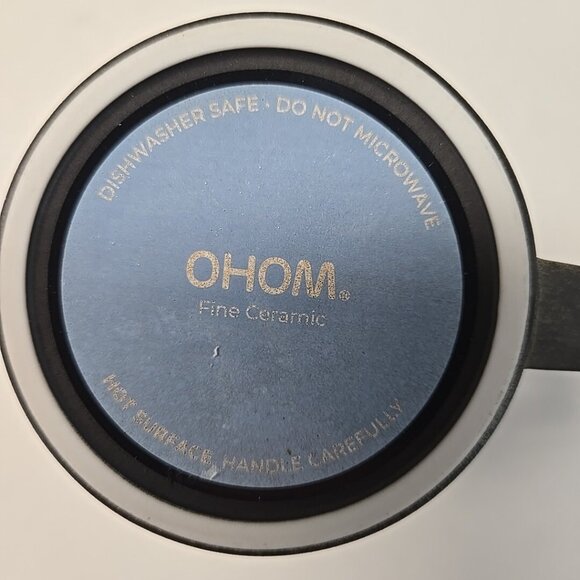 DISHWASHER SAFE · DO NOT MICROWAVE
OHOM®
Fine Ceramic
HOT SURFACE, HANDLE CAREFULLY